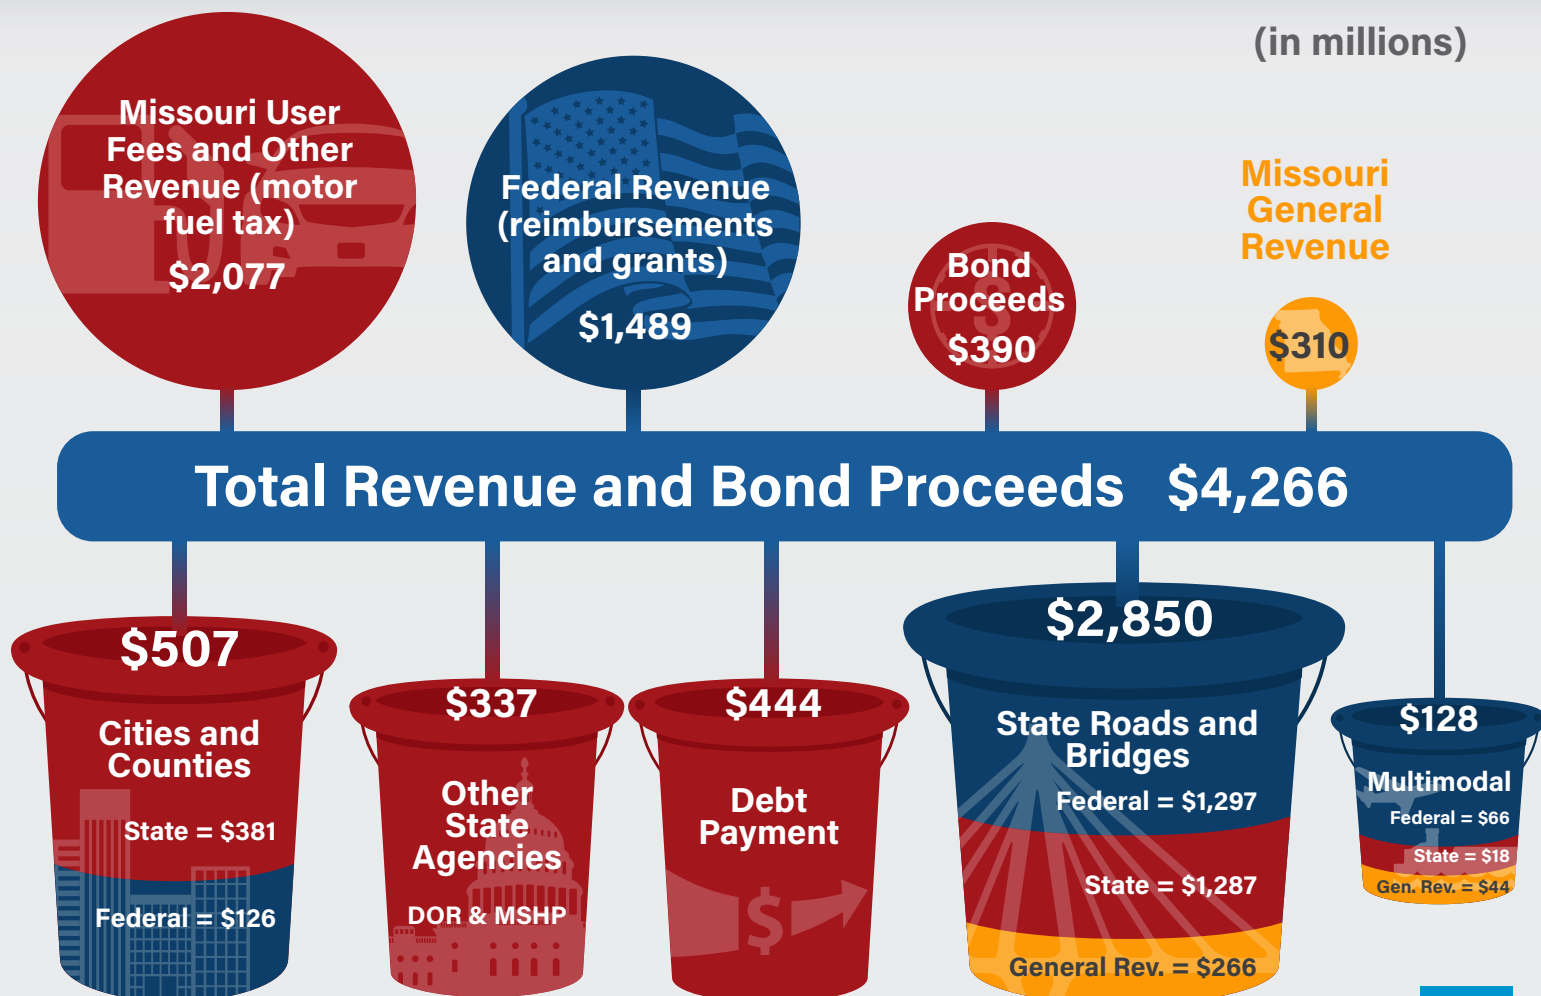 (in millions)
Missouri User
Fees and Other
Revenue (motor
fuel tax)
$2,077
Federal Revenue
(reimbursements
and grants)
$1,489
Bond
Proceeds
$390
Missouri
General
Revenue
$310
Total Revenue and Bond Proceeds $4,266
$507
Cities and
Counties
State = $381
Federal = $126
$337
Other
State
Agencies
DOR & MSHP
$444
Debt
Payment
$
$2,850
State Roads and
Bridges
Federal = $1,297
State = $1,287
General Rev. = $266
$128
Multimodal
Federal = $66
State = $18
Gen. Rev. = $44